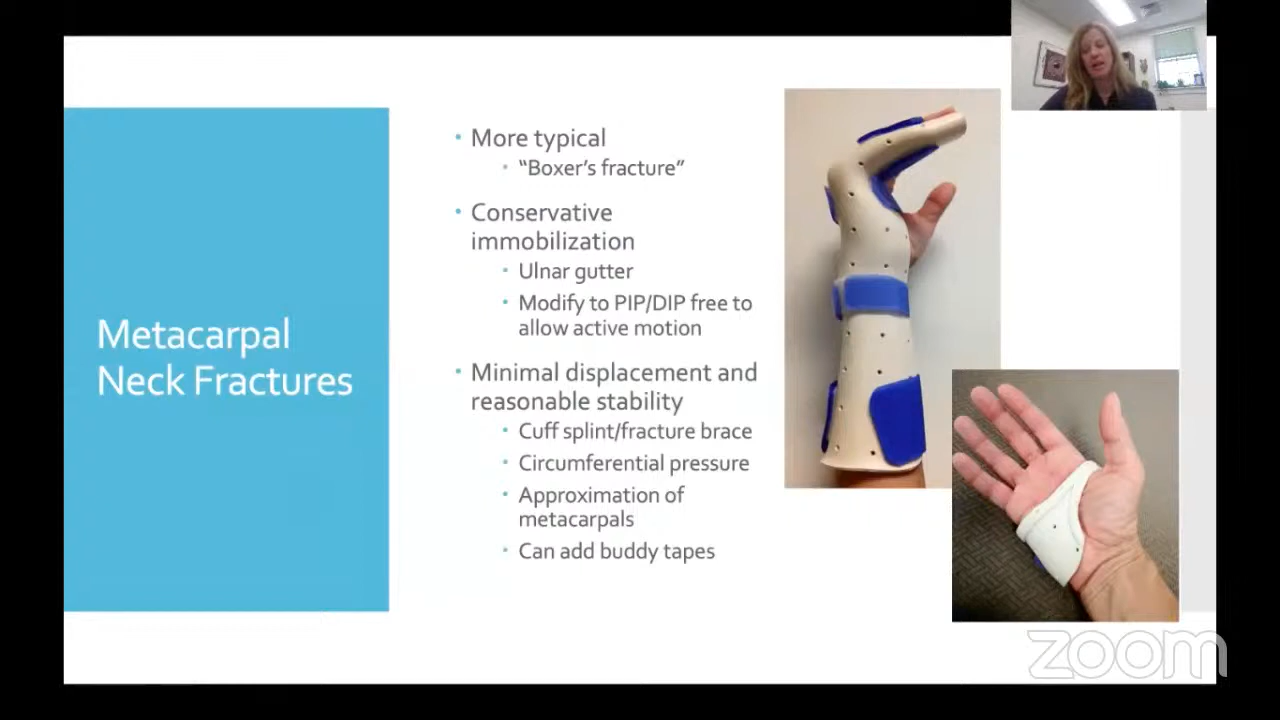 Metacarpal
Neck Fractures
More typical
“Boxer’s fracture”
Conservative
immobilization
Ulnar gutter
Modify to PIP/DIP free to
allow active motion
Minimal displacement and
reasonable stability
Cuff splint/fracture brace
Circumferential pressure
Approximation of
metacarpals
Can add buddy tapes
zoom